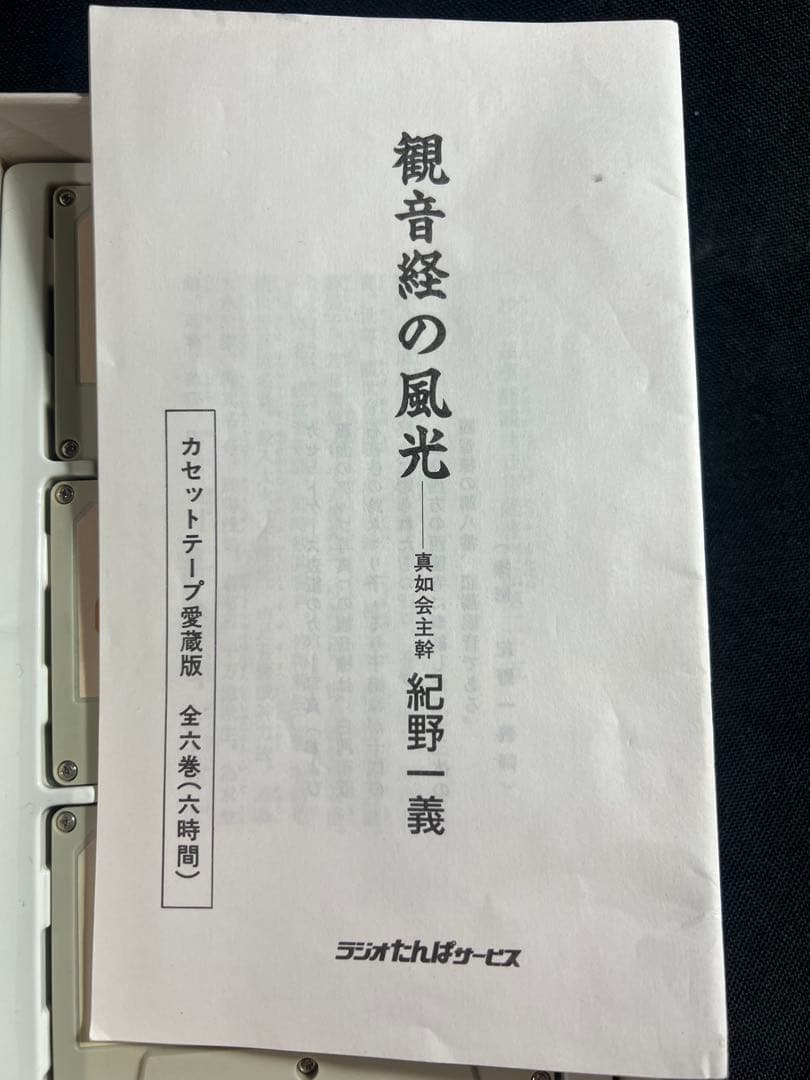 観音経の風光――真如会主幹 紀野一義
カセットテープ愛蔵版 全六巻(六時間)
ラジオたんぱサービス